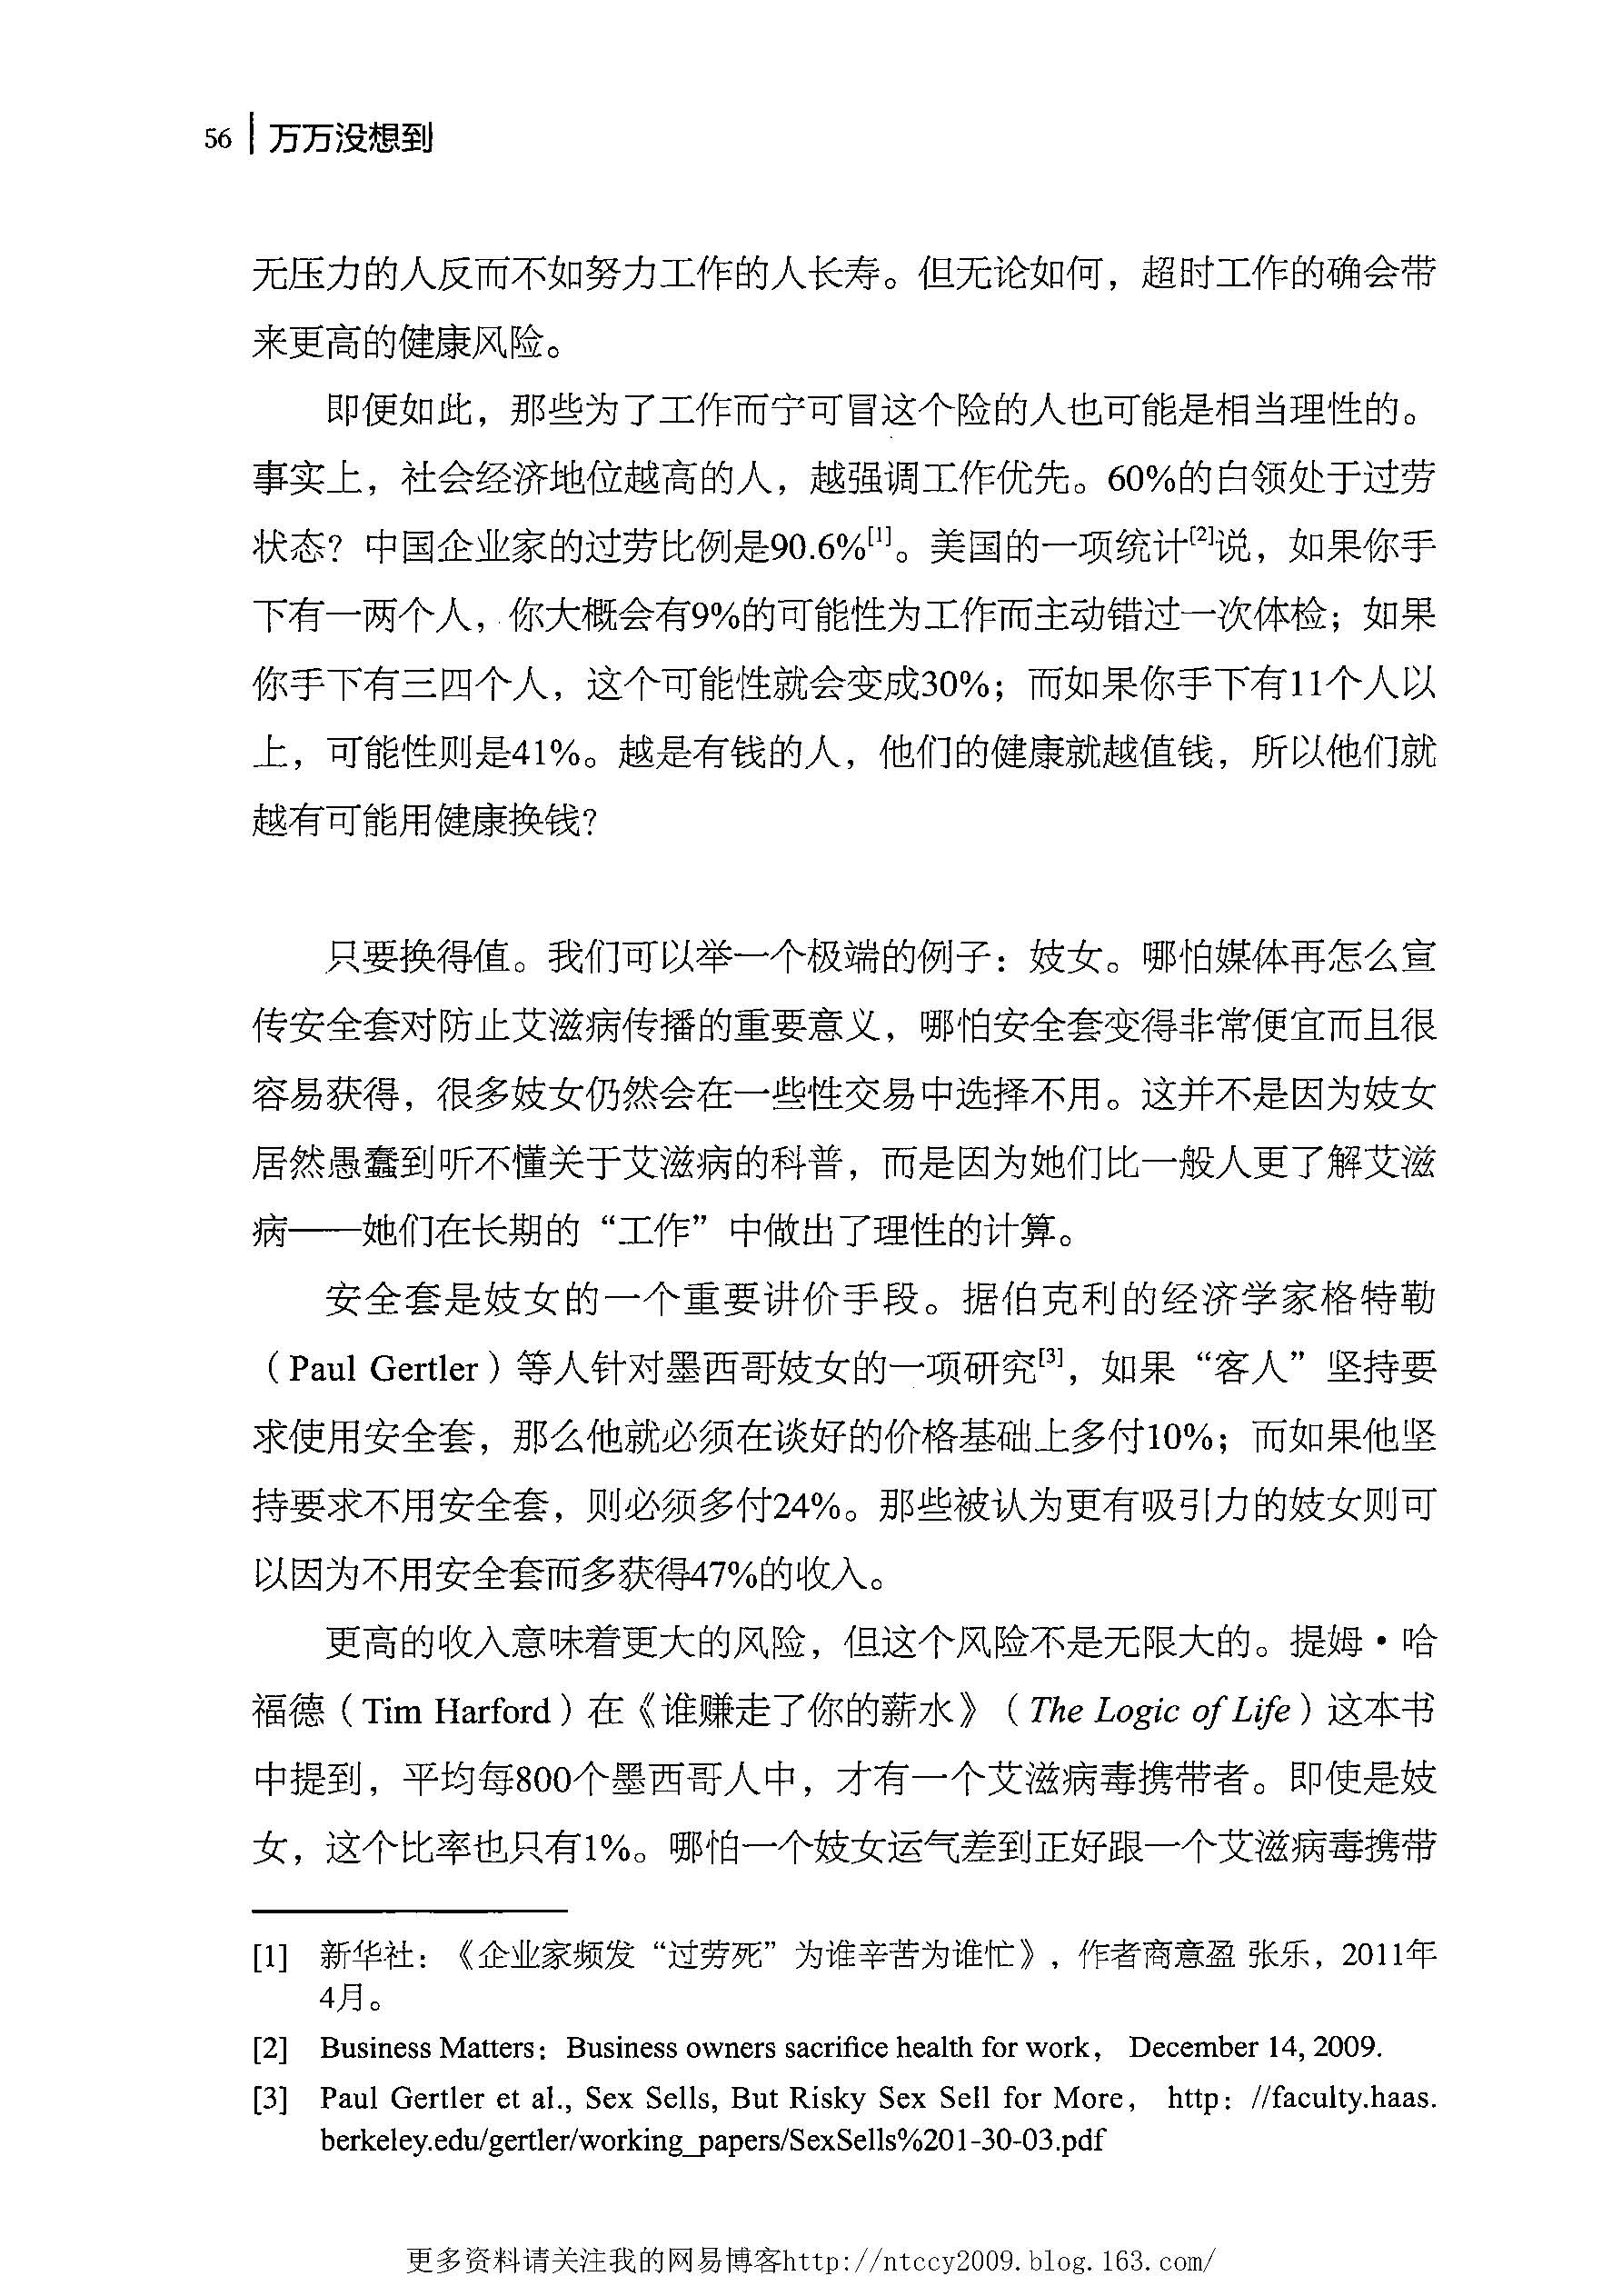 56 万万没想到
无压力的人反而不如努力工作的人长寿。但无论如何，超时工作的确会带
来更高的健康风险。
即便如此，那些为了工作而宁可冒这个险的人也可能是相当理性的。
事实上，社会经济地位越高的人，越强调工作优先。60%的白领处于过劳
状态？中国企业家的过劳比例是90.6%[1]。美国的一项统计[2]说，如果你手
下有一两个人，你大概会有9%的可能性为工作而主动错过一次体检；如果
你手下有三四个人，这个可能性就会变成30%；而如果你手下有11个人以
上，可能性则是41%。越是有钱的人，他们的健康就越值钱，所以他们就
越有可能用健康换钱？
只要换得值。我们可以举一个极端的例子：妓女。哪怕媒体再怎么宣
传安全套对防止艾滋病传播的重要意义，哪怕安全套变得非常便宜而且很
容易获得，很多妓女仍然会在一些性交易中选择不用。这并不是因为妓女
居然愚蠢到听不懂关于艾滋病的科普，而是因为她们比一般人更了解艾滋
病——她们在长期的“工作”中做出了理性的计算。
安全套是妓女的一个重要讲价手段。据伯克利的经济学家格特勒
（Paul Gertler）等人针对墨西哥妓女的一项研究[3]，如果“客人”坚持要
求使用安全套，那么他就必须在谈好的价格基础上多付10%；而如果他坚
持要求不用安全套，则必须多付24%。那些被认为更有吸引力的妓女则可
以因为不用安全套而多获得47%的收入。
更高的收入意味着更大的风险，但这个风险不是无限大的。提姆·哈
福德（Tim Harford）在《谁赚走了你的薪水》（The Logic of Life）这本书
中提到，平均每800个墨西哥人中，才有一个艾滋病毒携带者。即使是妓
女，这个比率也只有1%。哪怕一个妓女运气差到正好跟一个艾滋病毒携带
[1] 新华社：《企业家频发“过劳死”为谁辛苦为谁忙》，作者商意盈 张乐，2011年
4月。
[2] Business Matters：Business owners sacrifice health for work， December 14, 2009.
[3] Paul Gertler et al., Sex Sells, But Risky Sex Sell for More， http：//faculty.haas.
berkeley.edu/gertler/working_papers/SexSells%201-30-03.pdf
更多资料请关注我的网易博客http://ntccy2009.blog.163.com/